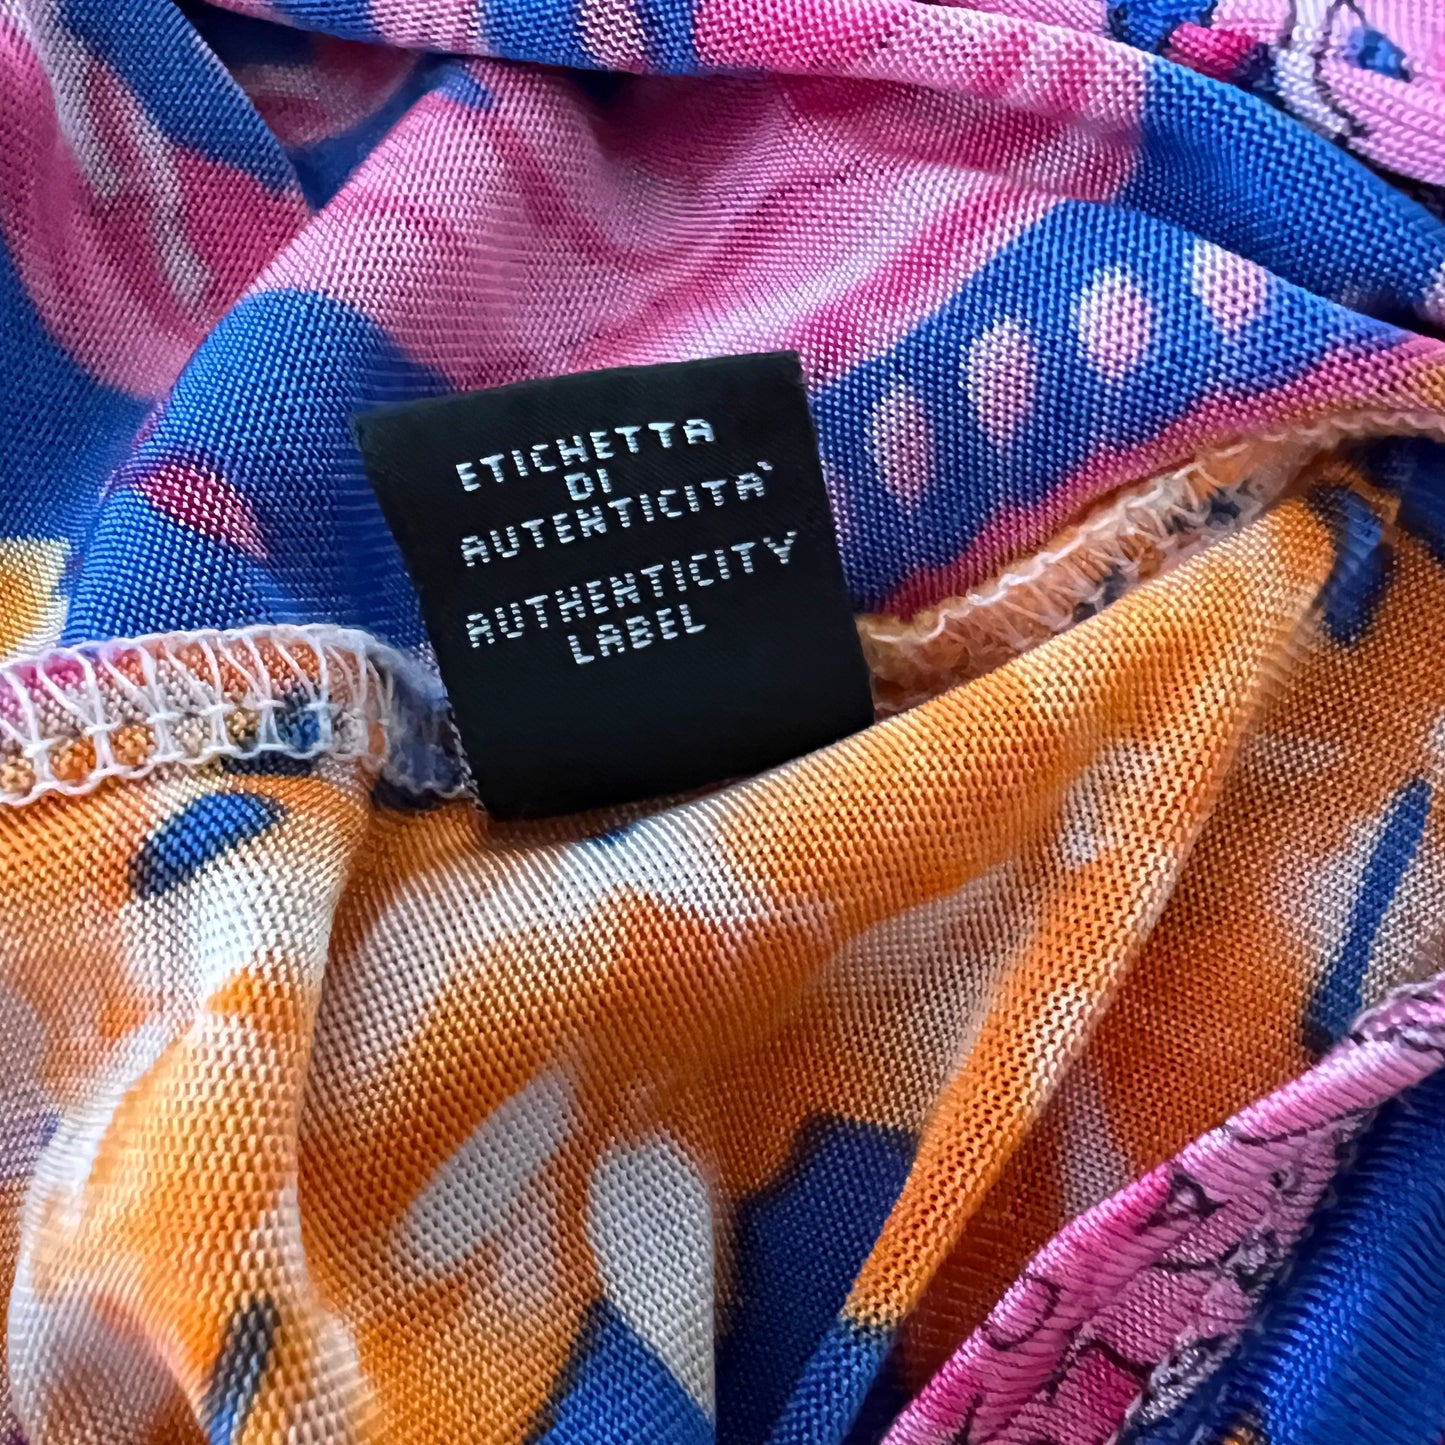 ETICHETTA
DI
AUTENTICITA'
AUTHENTICITY
LABEL